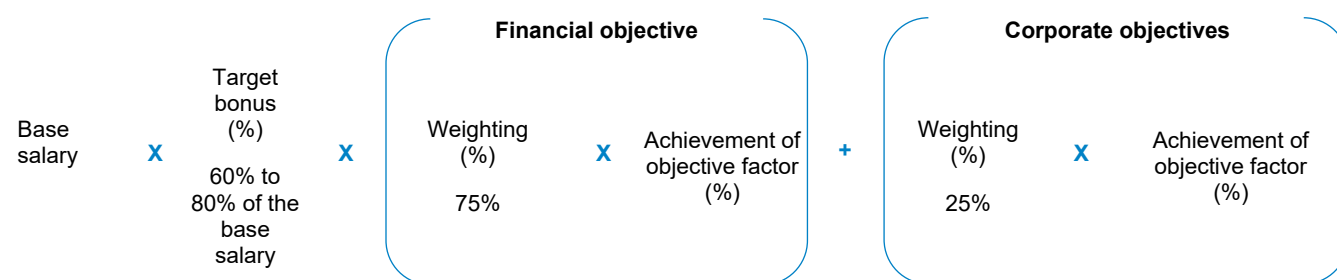 Financial objective
Corporate objectives
Base
salary
X
Target
bonus
(%)
60% to
80% of the
base
salary
X
Weighting
(%)
75%
X
Achievement of
objective factor
(%)
+
Weighting
(%)
25%
X
Achievement of
objective factor
(%)